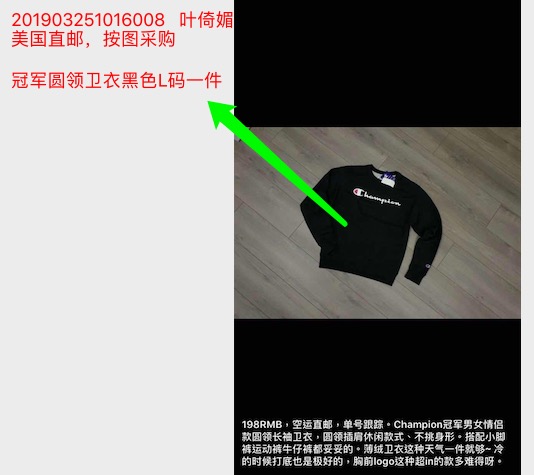 201903251016008 叶倚媚
美国直邮，按图采购
冠军圆领卫衣黑色L码一件
Champion
198RMB，空运直邮，单号跟踪。Champion冠军男女情侣
款圆领长袖卫衣，圆领插肩休闲款式、不挑身形。搭配小脚
裤运动裤牛仔裤都妥妥的。薄绒卫衣这种天气一件就够~ 冷
的时候打底也是极好的，胸前logo这种超in的款多难得呀。